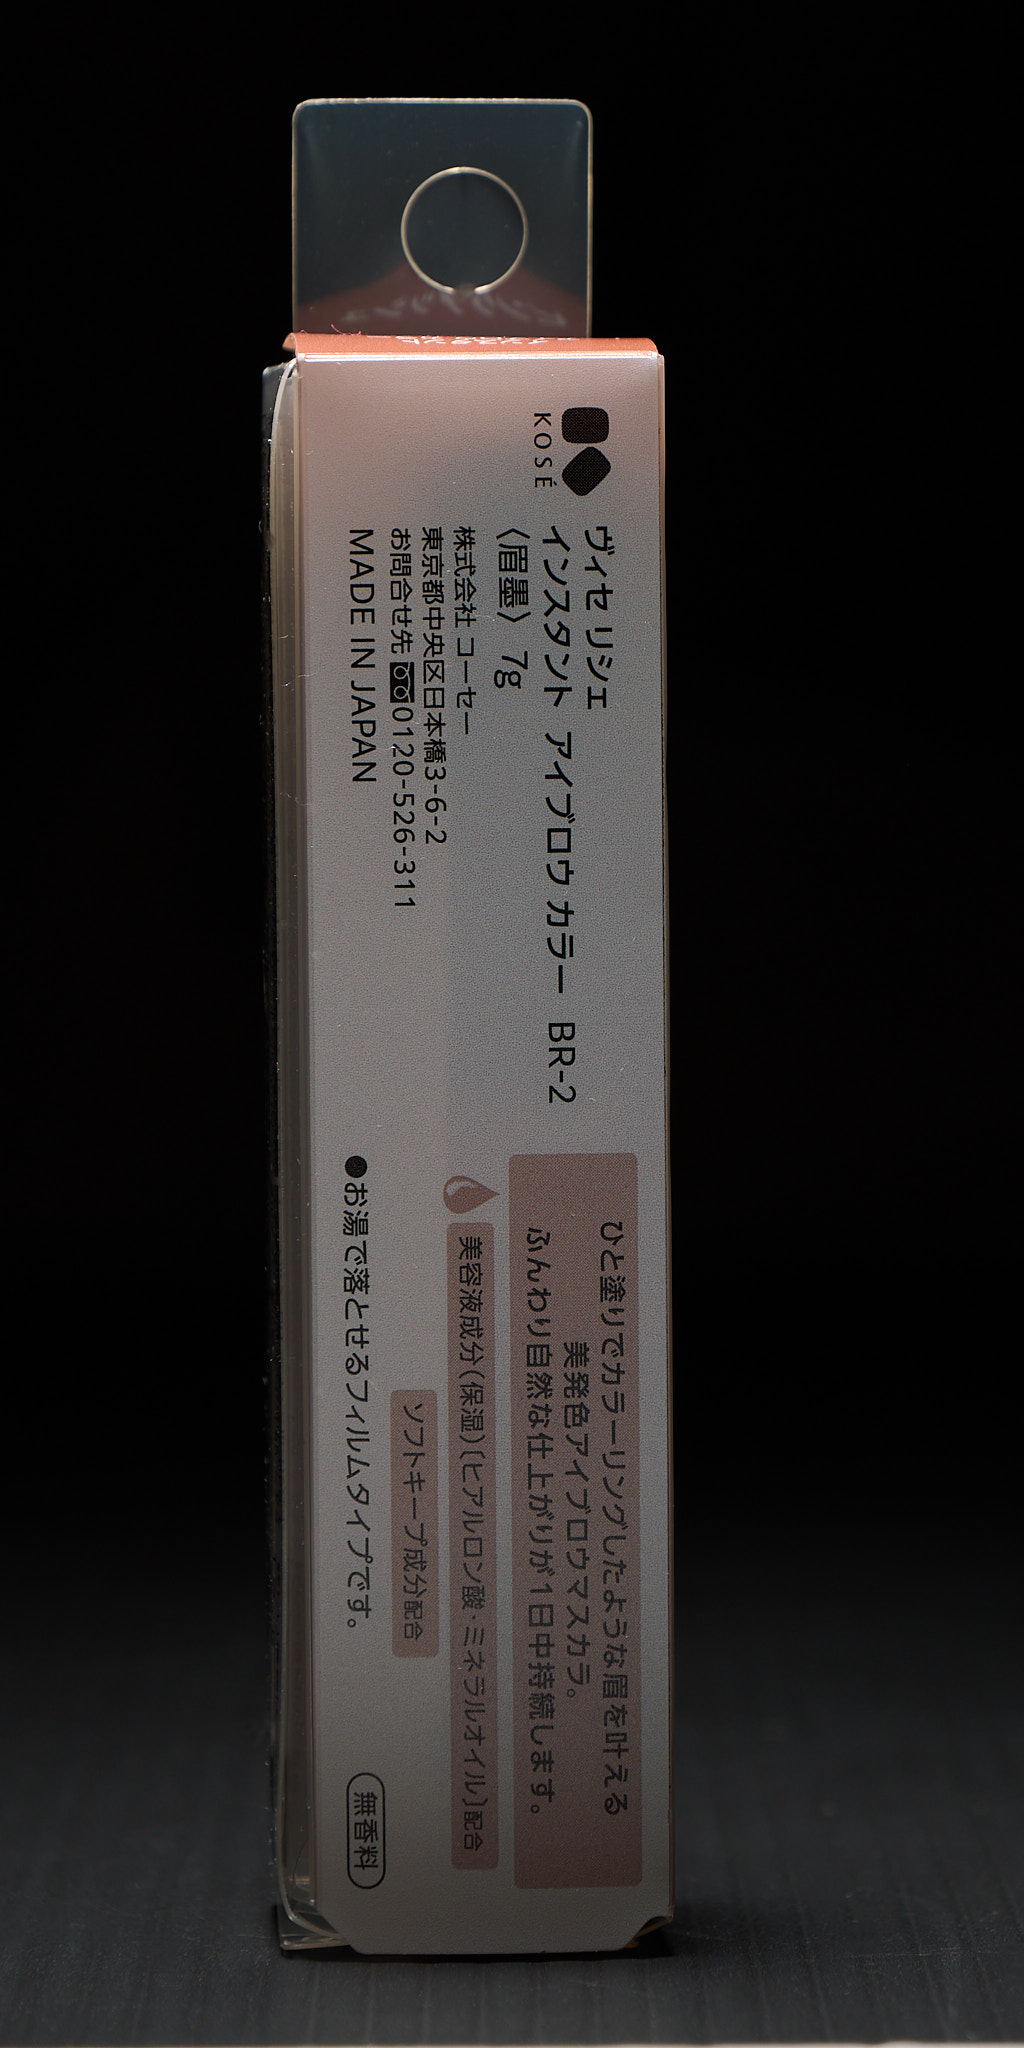 KOSÉ
ヴィセ リシェ
インスタント アイブロウ カラー BR-2
〈眉墨〉 7g
株式会社 コーセー
東京都中央区日本橋3-6-2
お問合せ先 0120-526-311
MADE IN JAPAN
ひと塗りでカラーリングしたような眉を叶える
美発色アイブロウマスカラ。
ふんわり自然な仕上がりが1日中持続します。
美容液成分(保湿)〔ヒアルロン酸・ミネラルオイル〕配合
ソフトキープ成分配合
●お湯で落とせるフィルムタイプです。
無香料